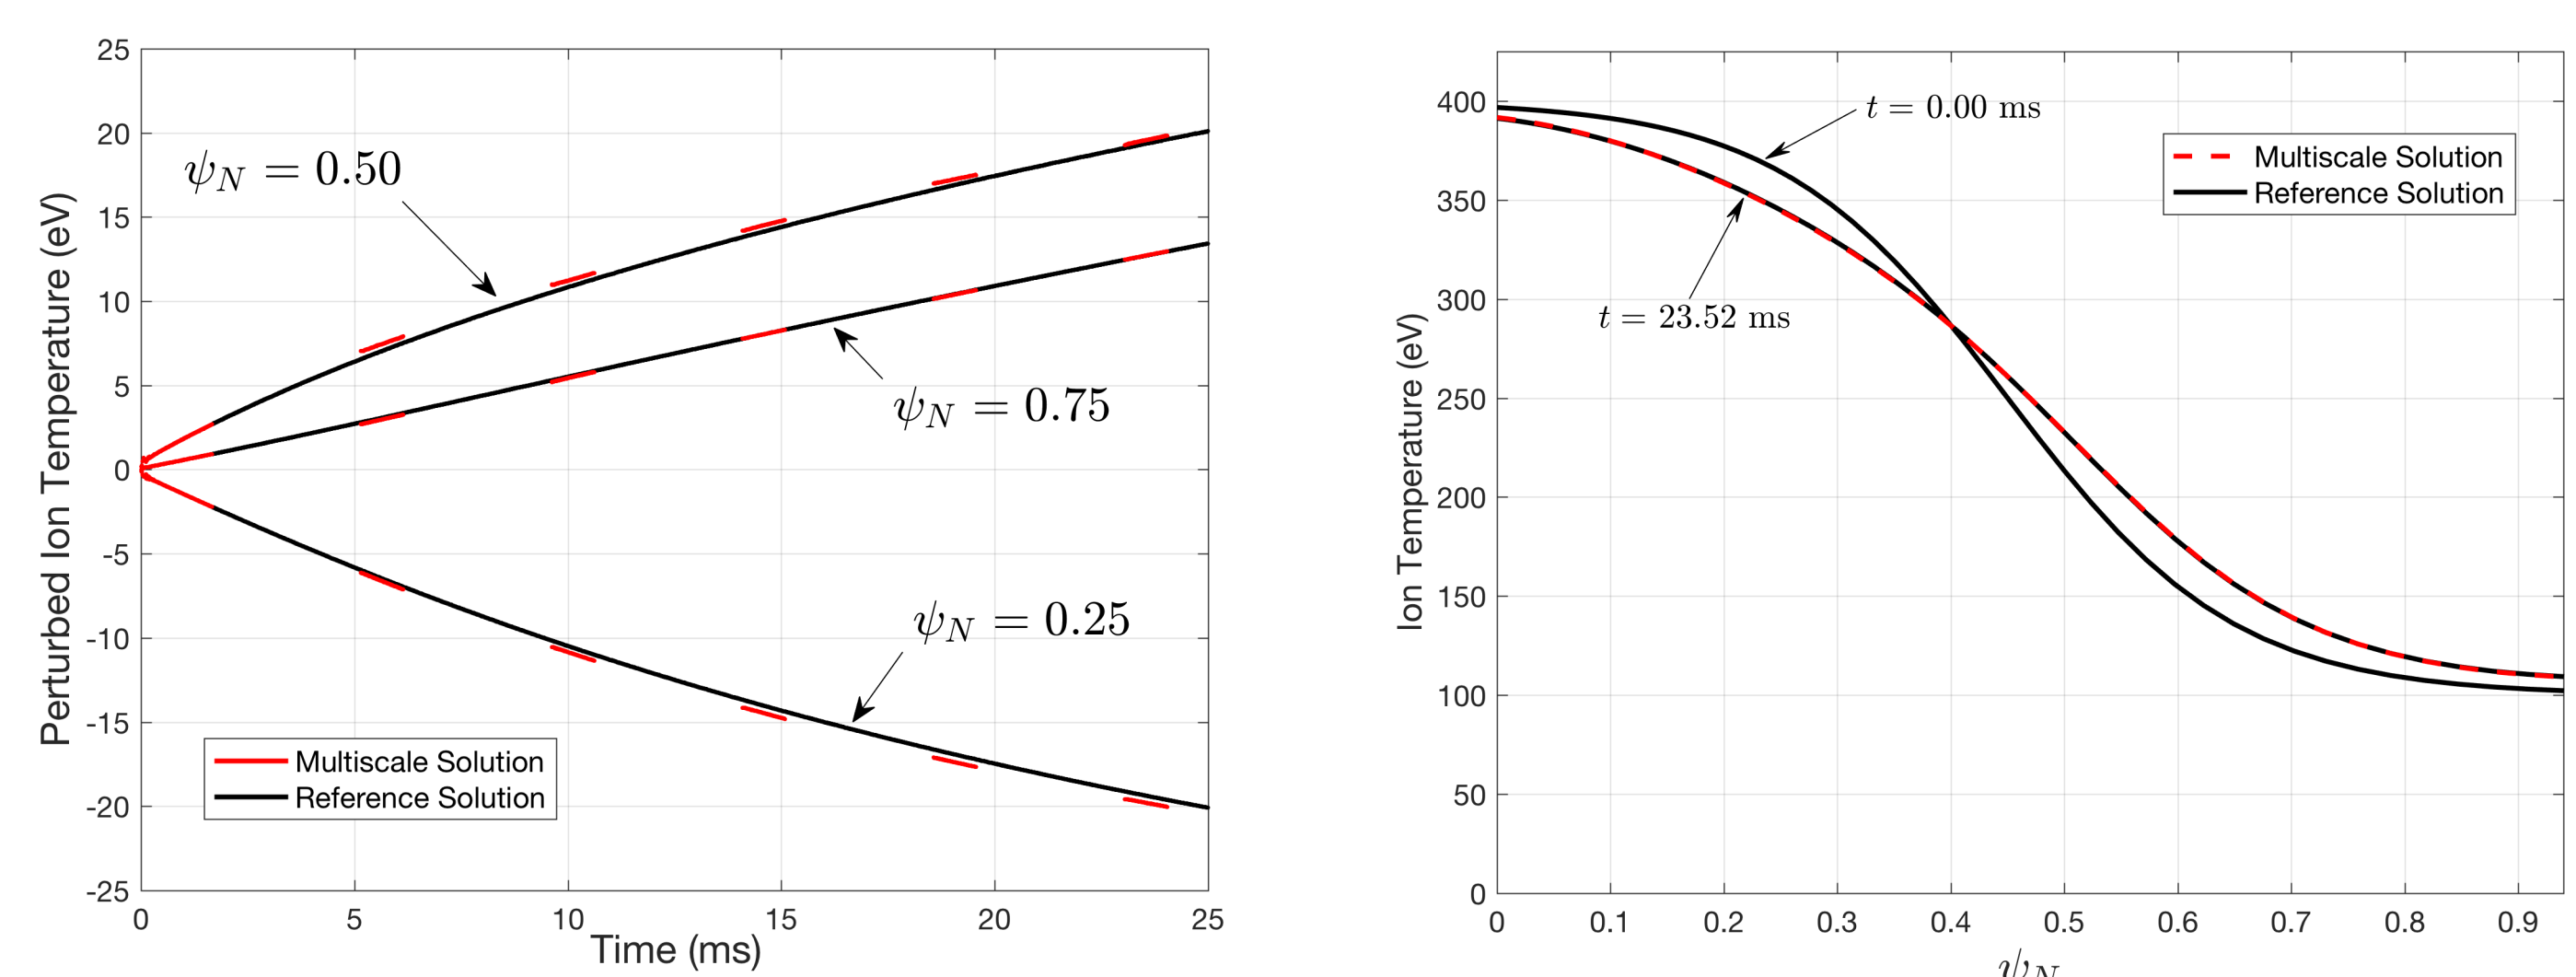 25
20
15
10
5
0
-5
-10
-15
-20
-25
Perturbed Ion Temperature (eV)
ψN = 0.50
ψN = 0.75
ψN = 0.25
Multiscale Solution
Reference Solution
0 5 10 15 20 25
Time (ms)
400
350
300
250
200
150
100
50
0
Ion Temperature (eV)
t = 0.00 ms
t = 23.52 ms
Multiscale Solution
Reference Solution
0 0.1 0.2 0.3 0.4 0.5 0.6 0.7 0.8 0.9
ψN